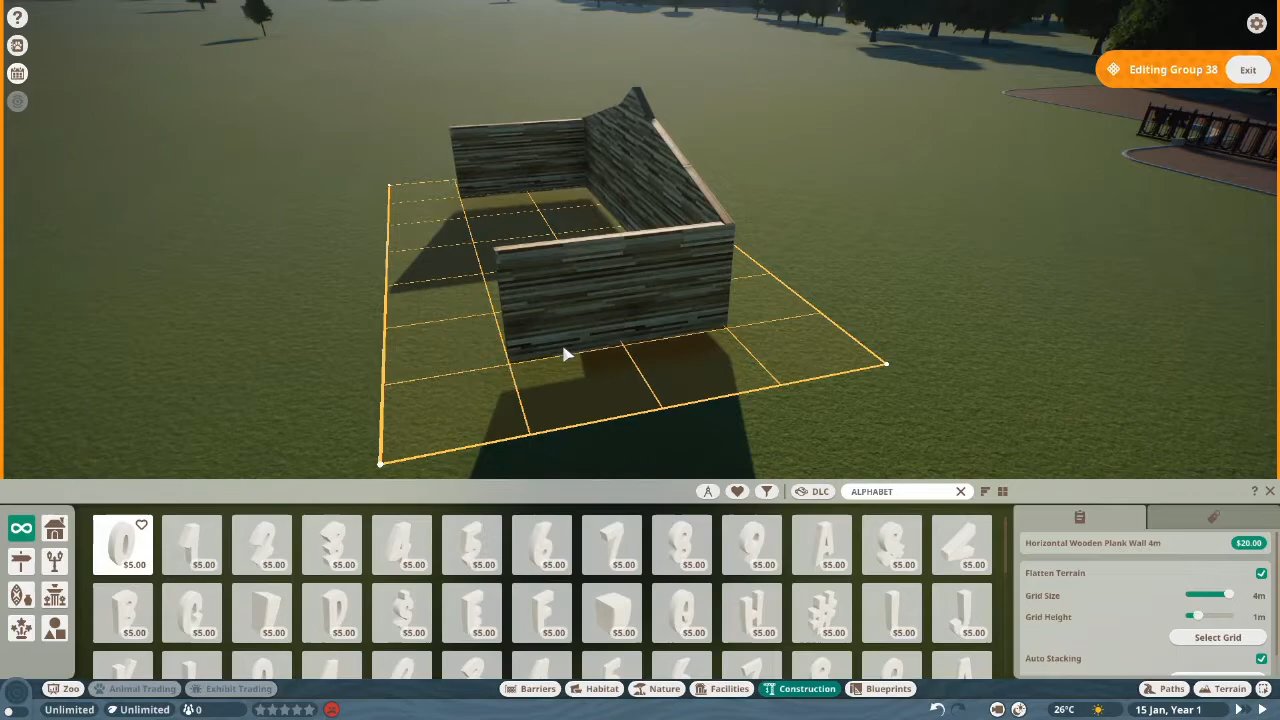 ?
Editing Group 38
Exit
DLC
ALPHABET
?
$5.00 $5.00 $5.00 $5.00 $5.00 $5.00 $5.00 $5.00 $5.00 $5.00 $5.00 $5.00 $5.00
$5.00 $5.00 $5.00 $5.00 $5.00 $5.00 $5.00 $5.00 $5.00 $5.00 $5.00 $5.00 $5.00
Horizontal Wooden Plank Wall 4m
$20.00
Flatten Terrain
Grid Size
4m
Grid Height
1m
Select Grid
Auto Stacking
Zoo
Animal Trading
Exhibit Trading
Barriers
Habitat
Nature
Facilities
Construction
Blueprints
Paths
Terrain
Unlimited
Unlimited
0
26°C
15 Jan, Year 1